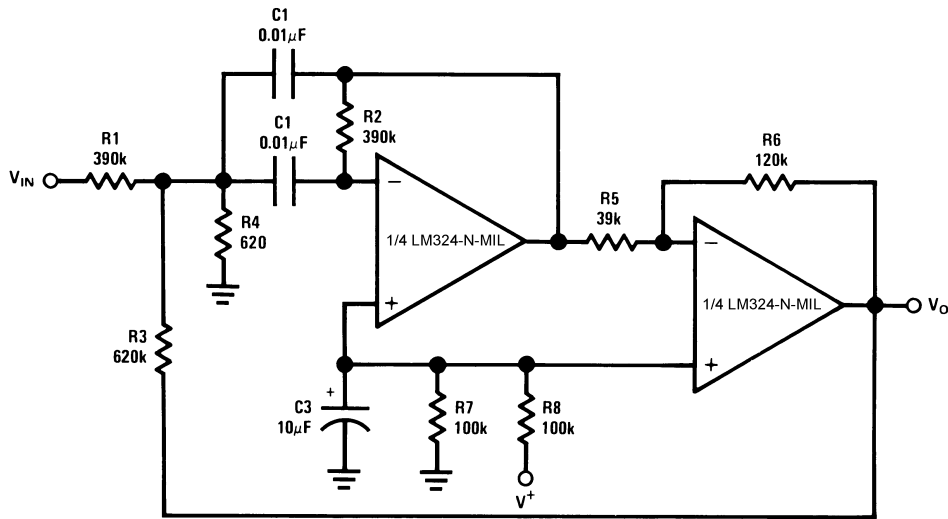 C1
0.01µF
C1
0.01µF
R2
390k
R1
390k
VIN
R4
620
R3
620k
1/4 LM324-N-MIL
−
+
R5
39k
R6
120k
1/4 LM324-N-MIL
−
+
VO
+
C3
10µF
R7
100k
R8
100k
V+